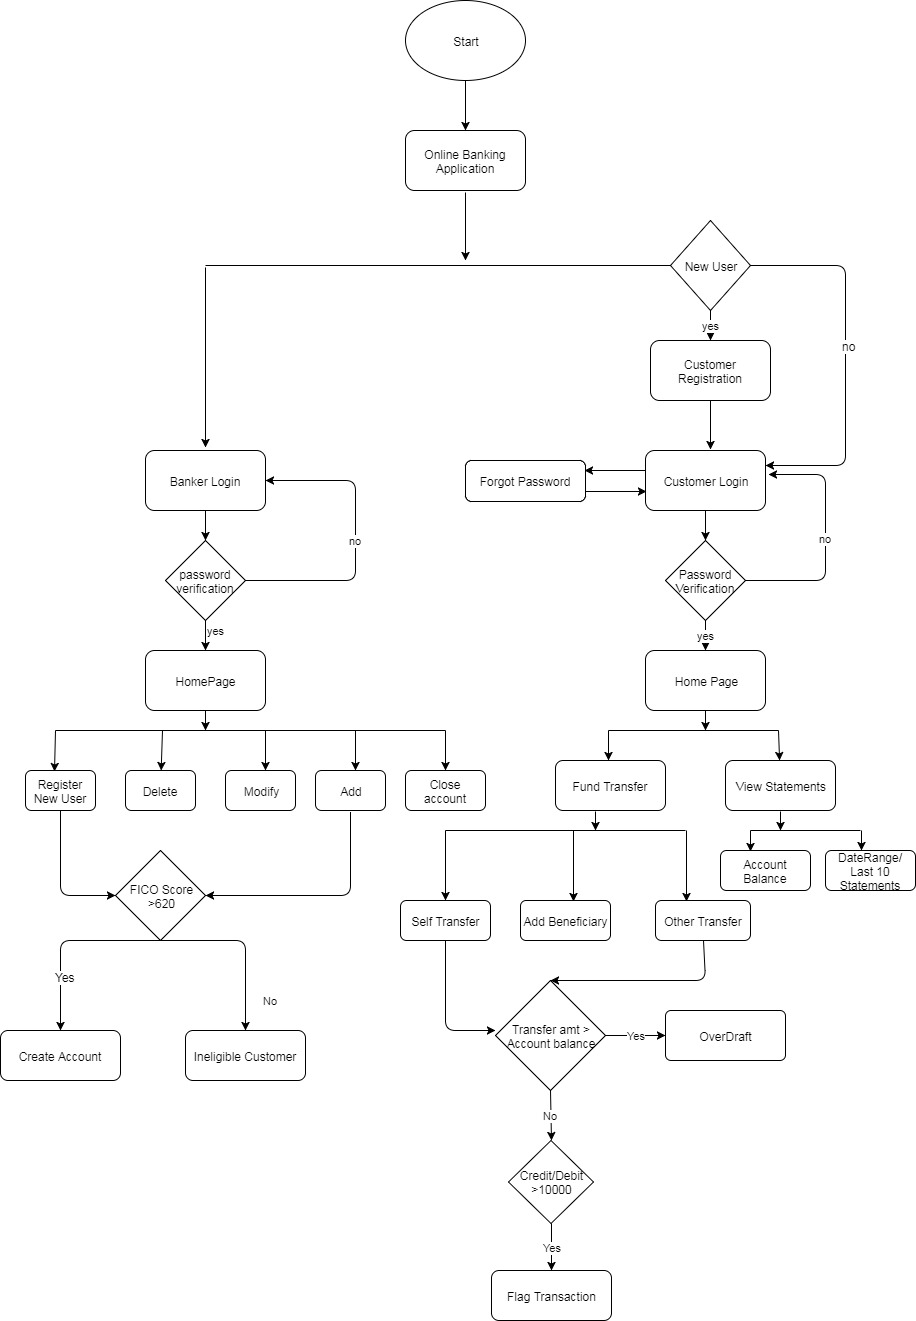 Start
Online Banking
Application
New User
yes
no
Customer
Registration
Banker Login
Forgot Password
Customer Login
no
no
password
verification
Password
Verification
yes
yes
HomePage
Home Page
Register
New User
Delete
Modify
Add
Close
account
Fund Transfer
View Statements
Account
Balance
DateRange/
Last 10
Statements
FICO Score
>620
Self Transfer
Add Beneficiary
Other Transfer
Yes
No
Create Account
Ineligible Customer
Transfer amt >
Account balance
Yes
OverDraft
No
Credit/Debit
>10000
Yes
Flag Transaction